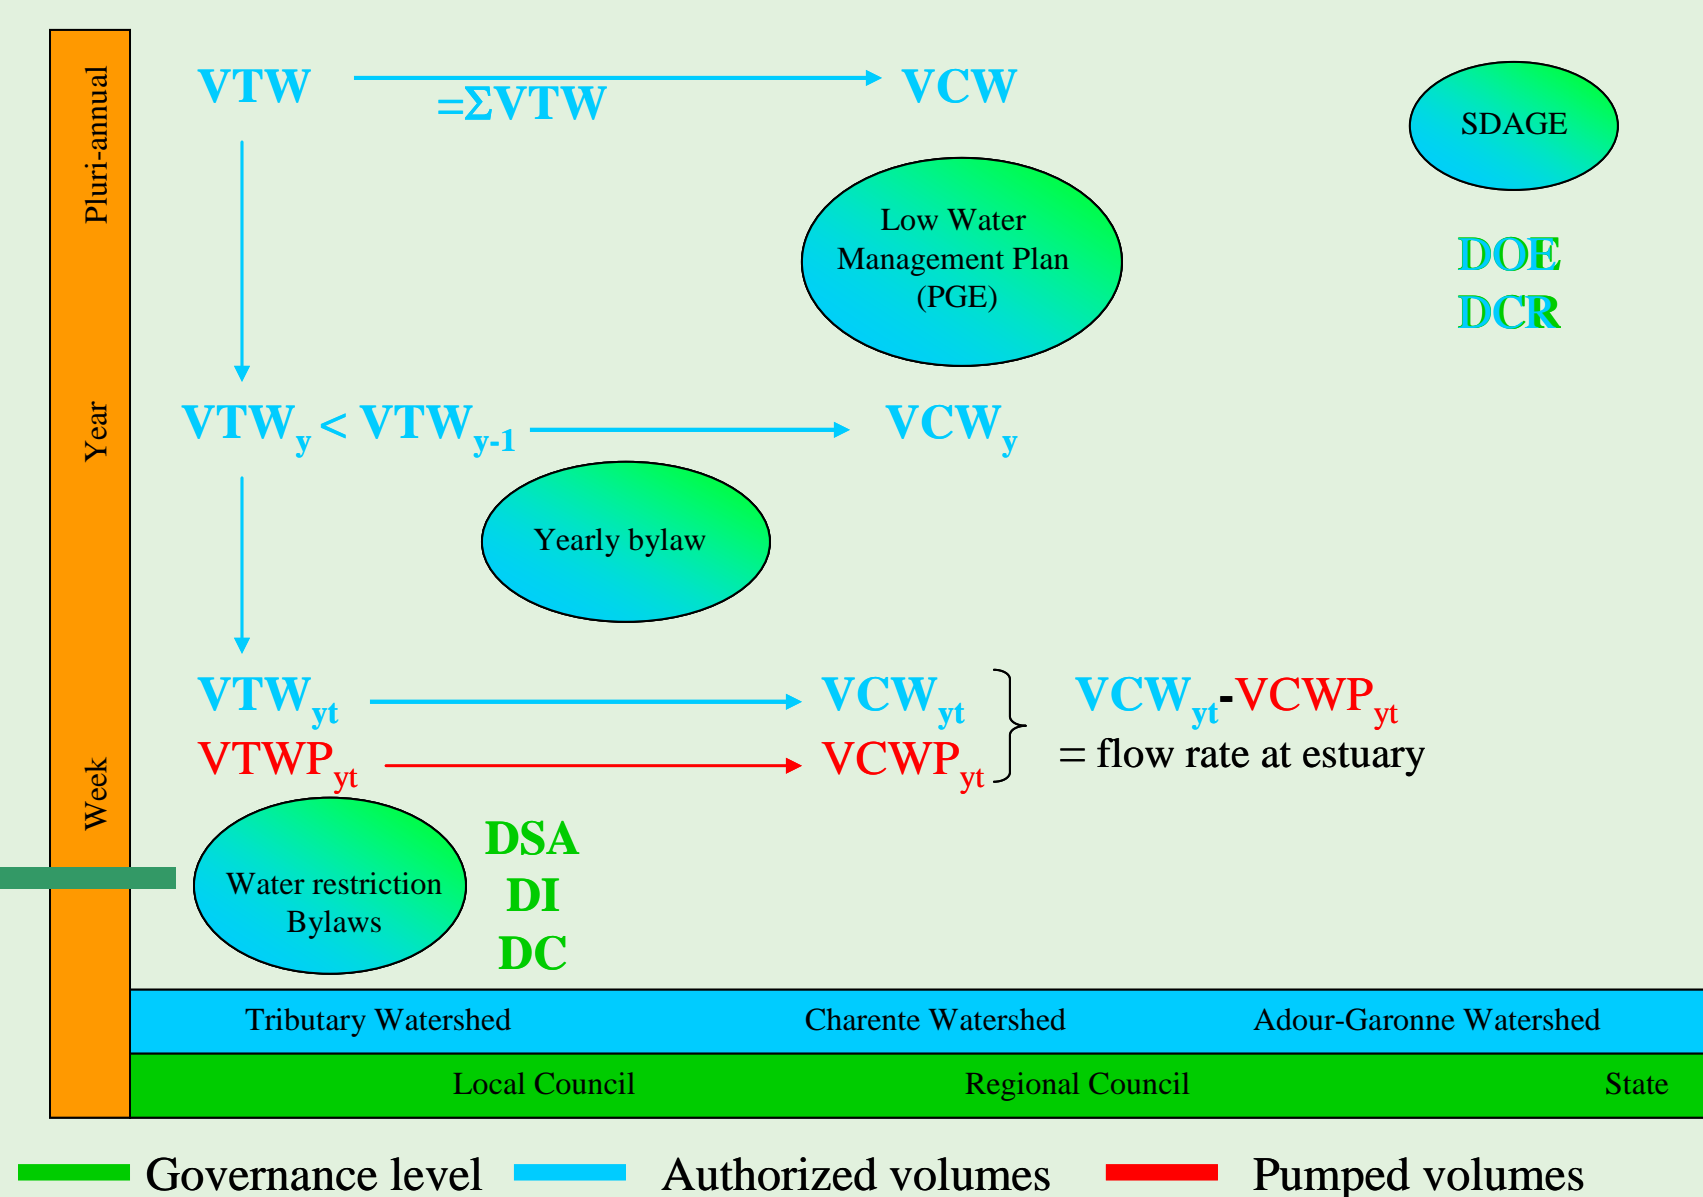 Pluri-annual
VTW
=ΣVTW
VCW
SDAGE
Low Water
Management Plan
(PGE)
DOE
DCR
Year
VTWy < VTWy-1
VCWy
Yearly bylaw
Week
VTWyt
VCWyt
VCWyt-VCWPyt
VTWPyt
VCWPyt
= flow rate at estuary
Water restriction
Bylaws
DSA
DI
DC
Tributary Watershed
Charente Watershed
Adour-Garonne Watershed
Local Council
Regional Council
State
Governance level
Authorized volumes
Pumped volumes